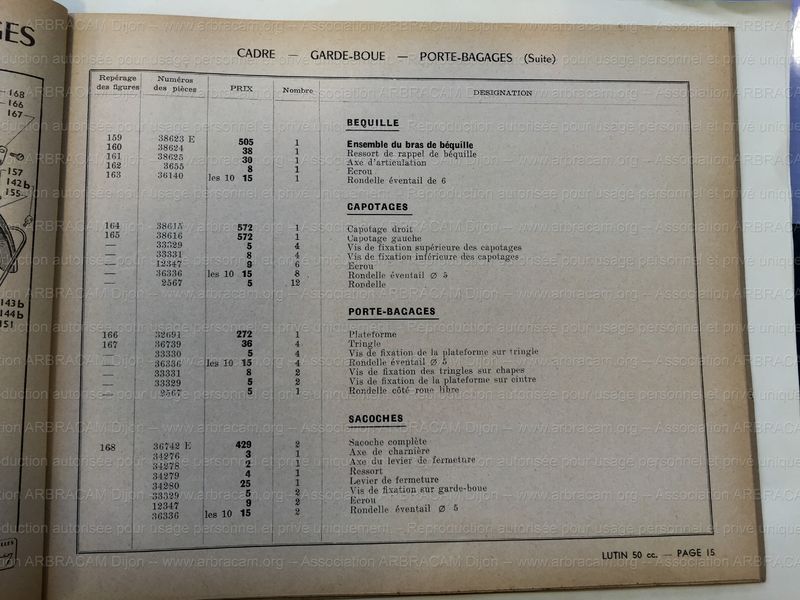 GES
168
166
167
157
142 b
155
143 b
144 b
151
CADRE — GARDE-BOUE — PORTE-BAGAGES (Suite)
Repérage des figures Numéros des pièces PRIX Nombre DESIGNATION
BEQUILLE
159 38623 E 505 1 Ensemble du bras de béquille
160 38624 38 1 Ressort de rappel de béquille
161 38625 30 1 Axe d'articulation
162 3655 8 1 Ecrou
163 36140 les 10 15 1 Rondelle éventail de 6
CAPOTAGES
164 38615 572 1 Capotage droit
165 38616 572 1 Capotage gauche
— 33329 5 4 Vis de fixation supérieure des capotages
— 33331 8 4 Vis de fixation inférieure des capotages
— 12347 9 6 Ecrou
— 36336 les 10 15 8 Rondelle éventail Ø 5
— 2567 5 12 Rondelle
PORTE-BAGAGES
166 32691 272 1 Plateforme
167 36739 36 4 Tringle
— 33330 5 4 Vis de fixation de la plateforme sur tringle
— 36336 les 10 15 4 Rondelle éventail Ø 5
— 33331 8 2 Vis de fixation des tringles sur chapes
— 33329 5 2 Vis de fixation de la plateforme sur cintre
— 2567 5 1 Rondelle côté roue libre
SACOCHES
168 36742 E 429 2 Sacoche complète
34276 3 1 Axe de charnière
34278 2 1 Axe du levier de fermeture
34279 4 1 Ressort
34280 25 1 Levier de fermeture
33329 5 2 Vis de fixation sur garde-boue
12347 9 2 Ecrou
36336 les 10 15 2 Rondelle éventail Ø 5
LUTIN 50 cc. — PAGE 15
www.arbracam.org — Association ARBRACAM Dijon
Reproduction autorisée pour usage personnel et privé uniquement